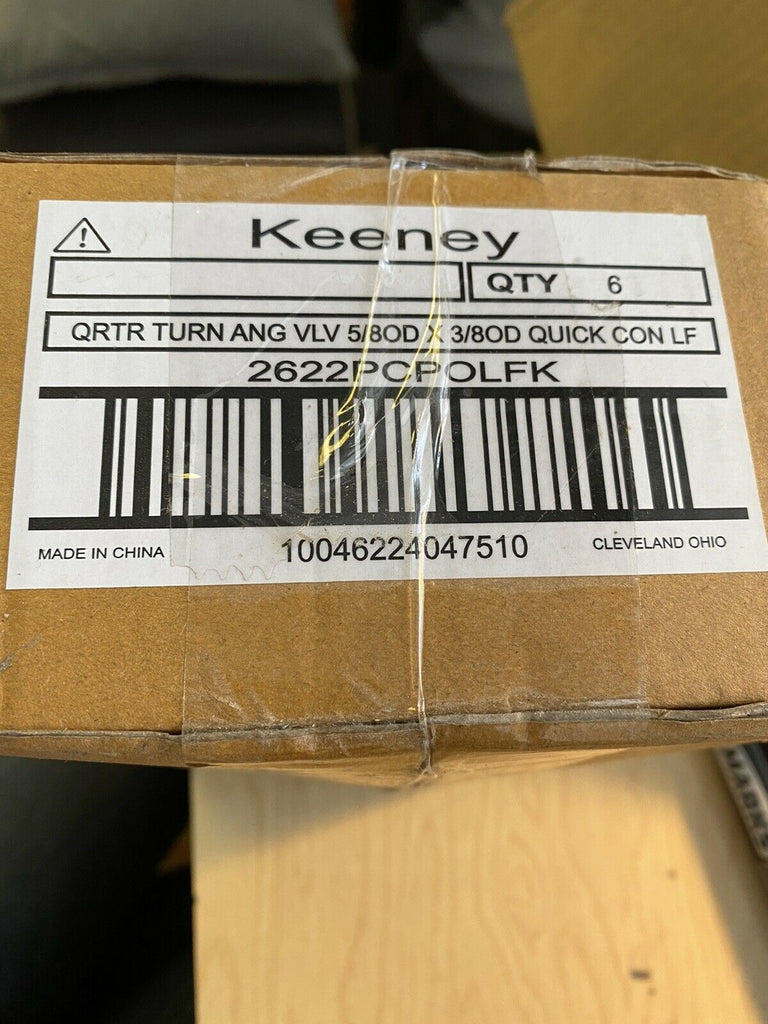 Keeney
QTY 6
QRTR TURN ANG VLV 5/8OD X 3/8OD QUICK CON LF
2622PCPOLFK
MADE IN CHINA
10046224047510
CLEVELAND OHIO